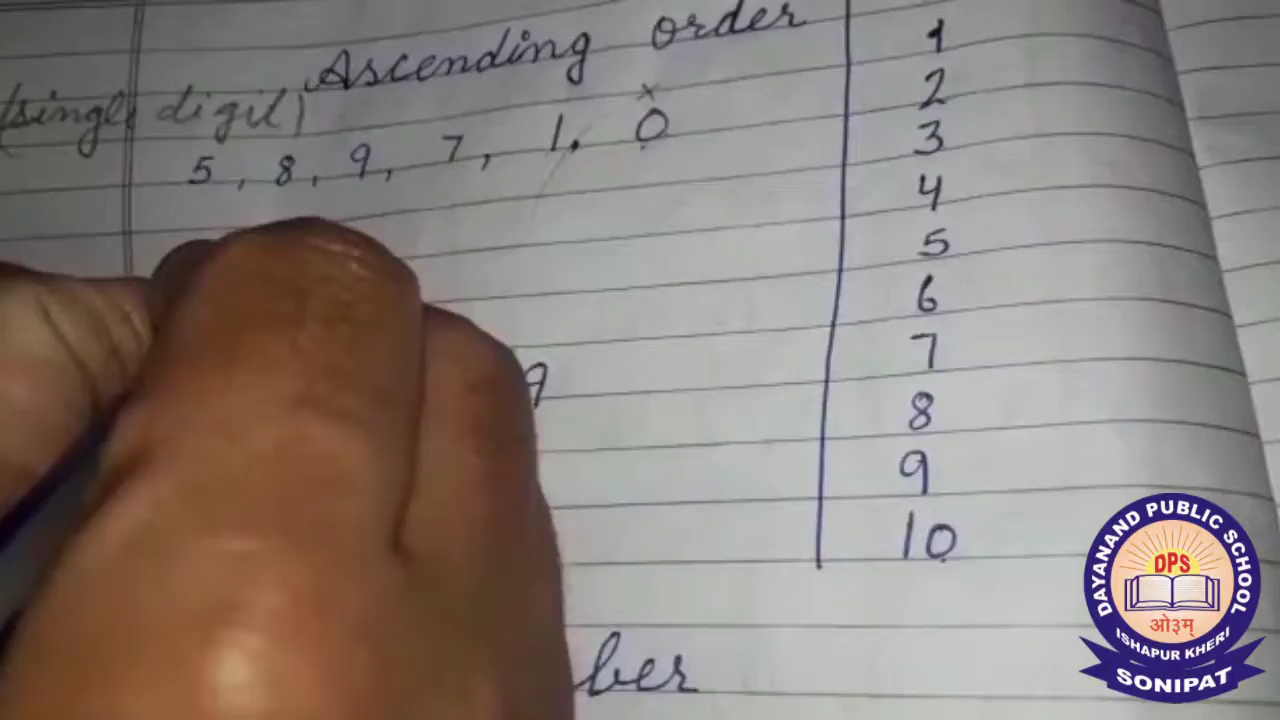 Ascending order
(single digit)
5, 8, 9, 7, 1, 0
x
9
ber
1
2
3
4
5
6
7
8
9
10
DAYANAND PUBLIC SCHOOL
DPS
ओ३म्
ISHAPUR KHERI
SONIPAT